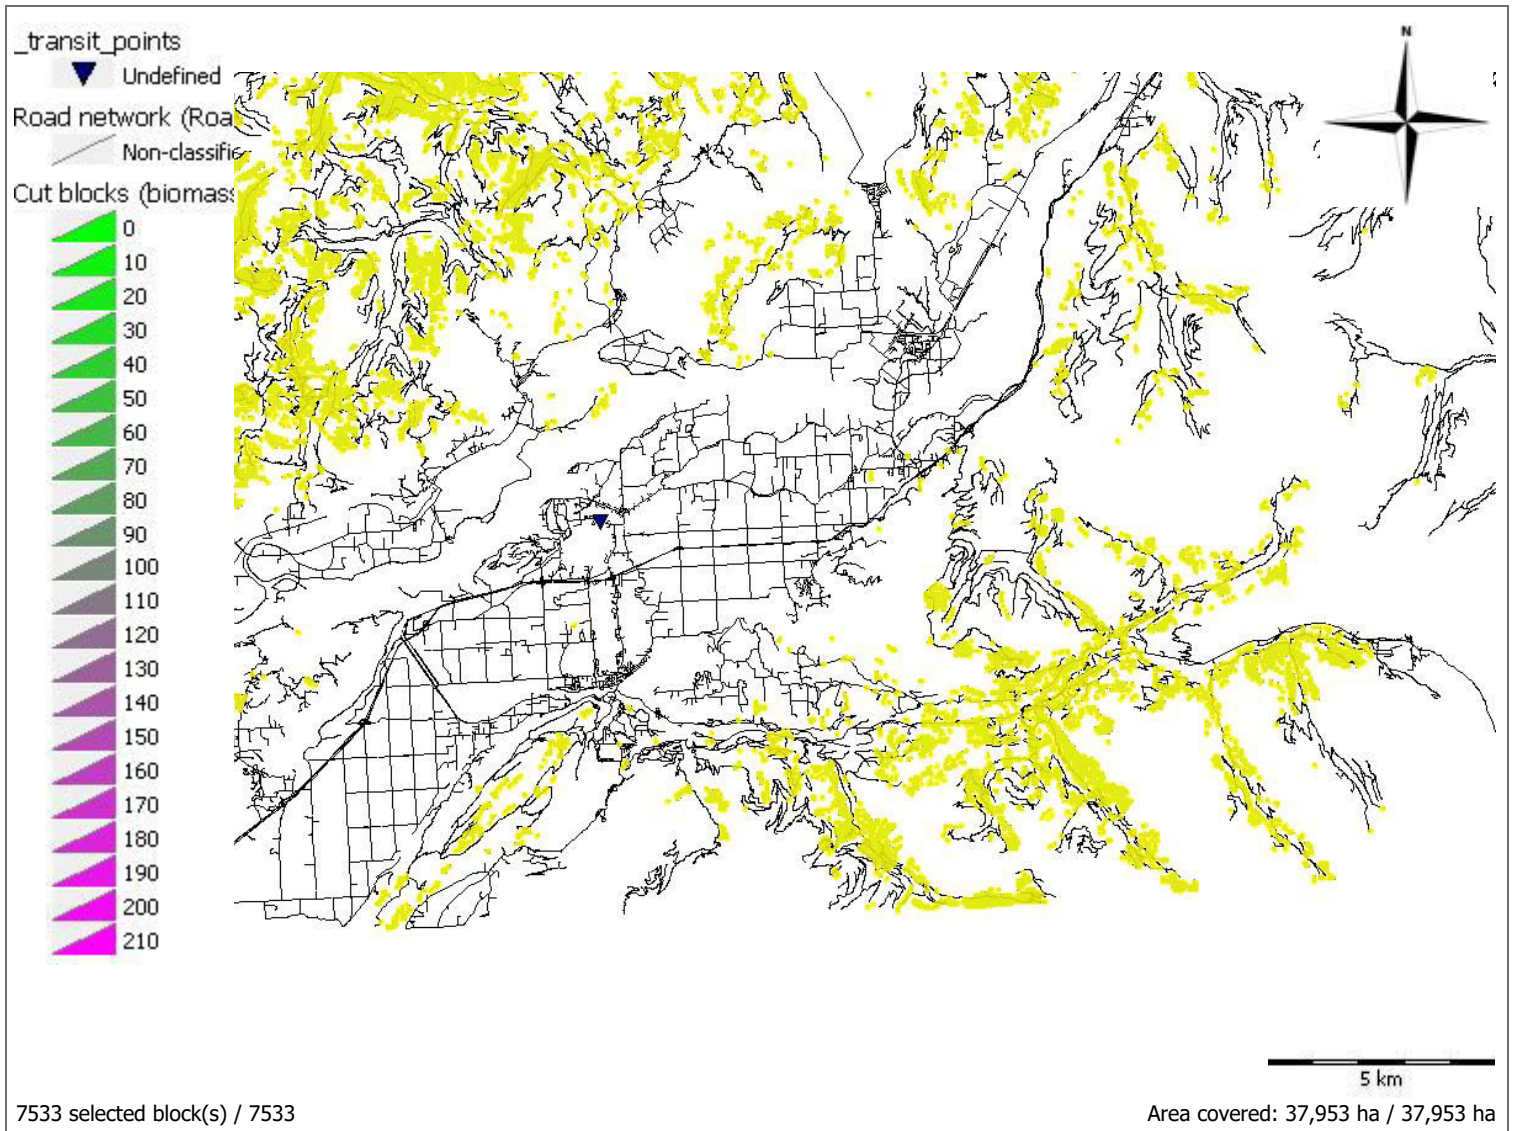 N
_transit_points
Undefined
Road network (Roa
Non-classifie
Cut blocks (biomass
0
10
20
30
40
50
60
70
80
90
100
110
120
130
140
150
160
170
180
190
200
210
5 km
7533 selected block(s) / 7533
Area covered: 37,953 ha / 37,953 ha